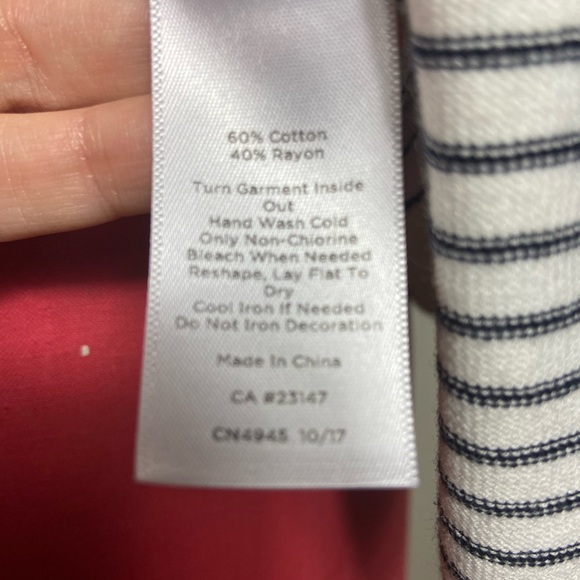 60% Cotton
40% Rayon
Turn Garment Inside
Out
Hand Wash Cold
Only Non-Chlorine
Bleach When Needed
Reshape, Lay Flat To
Dry
Cool Iron If Needed
Do Not Iron Decoration
Made In China
CA #23147
CN4945 10/17